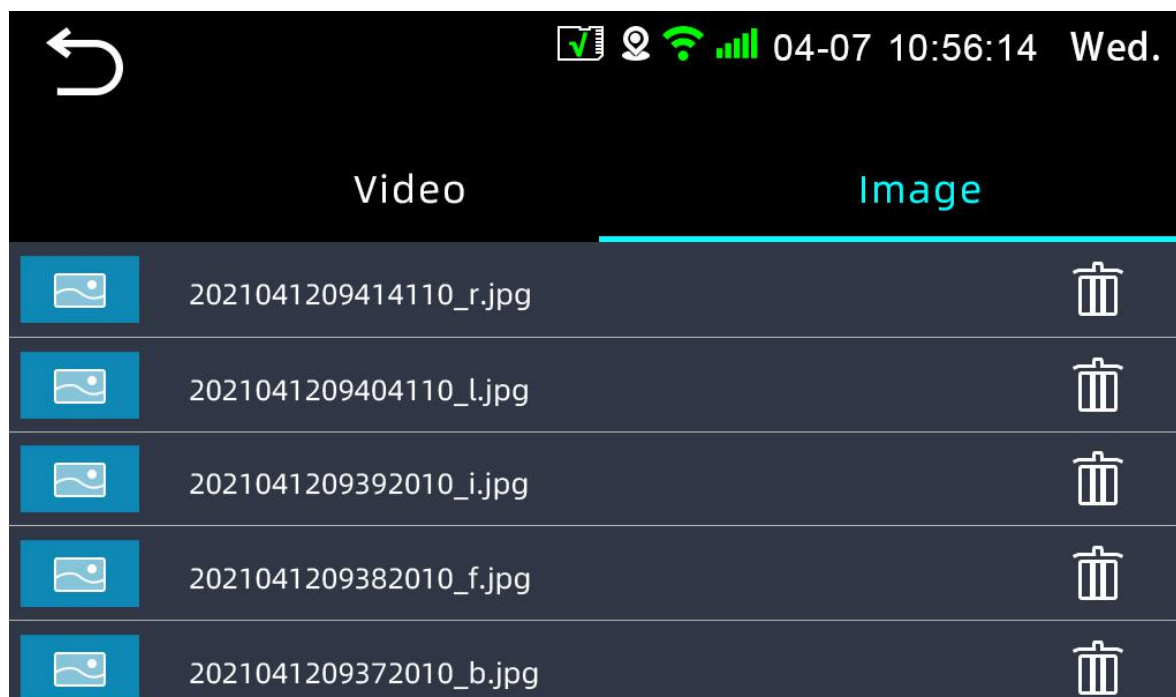 04-07 10:56:14 Wed.
Video Image
2021041209414110_r.jpg
2021041209404110_l.jpg
2021041209392010_i.jpg
2021041209382010_f.jpg
2021041209372010_b.jpg